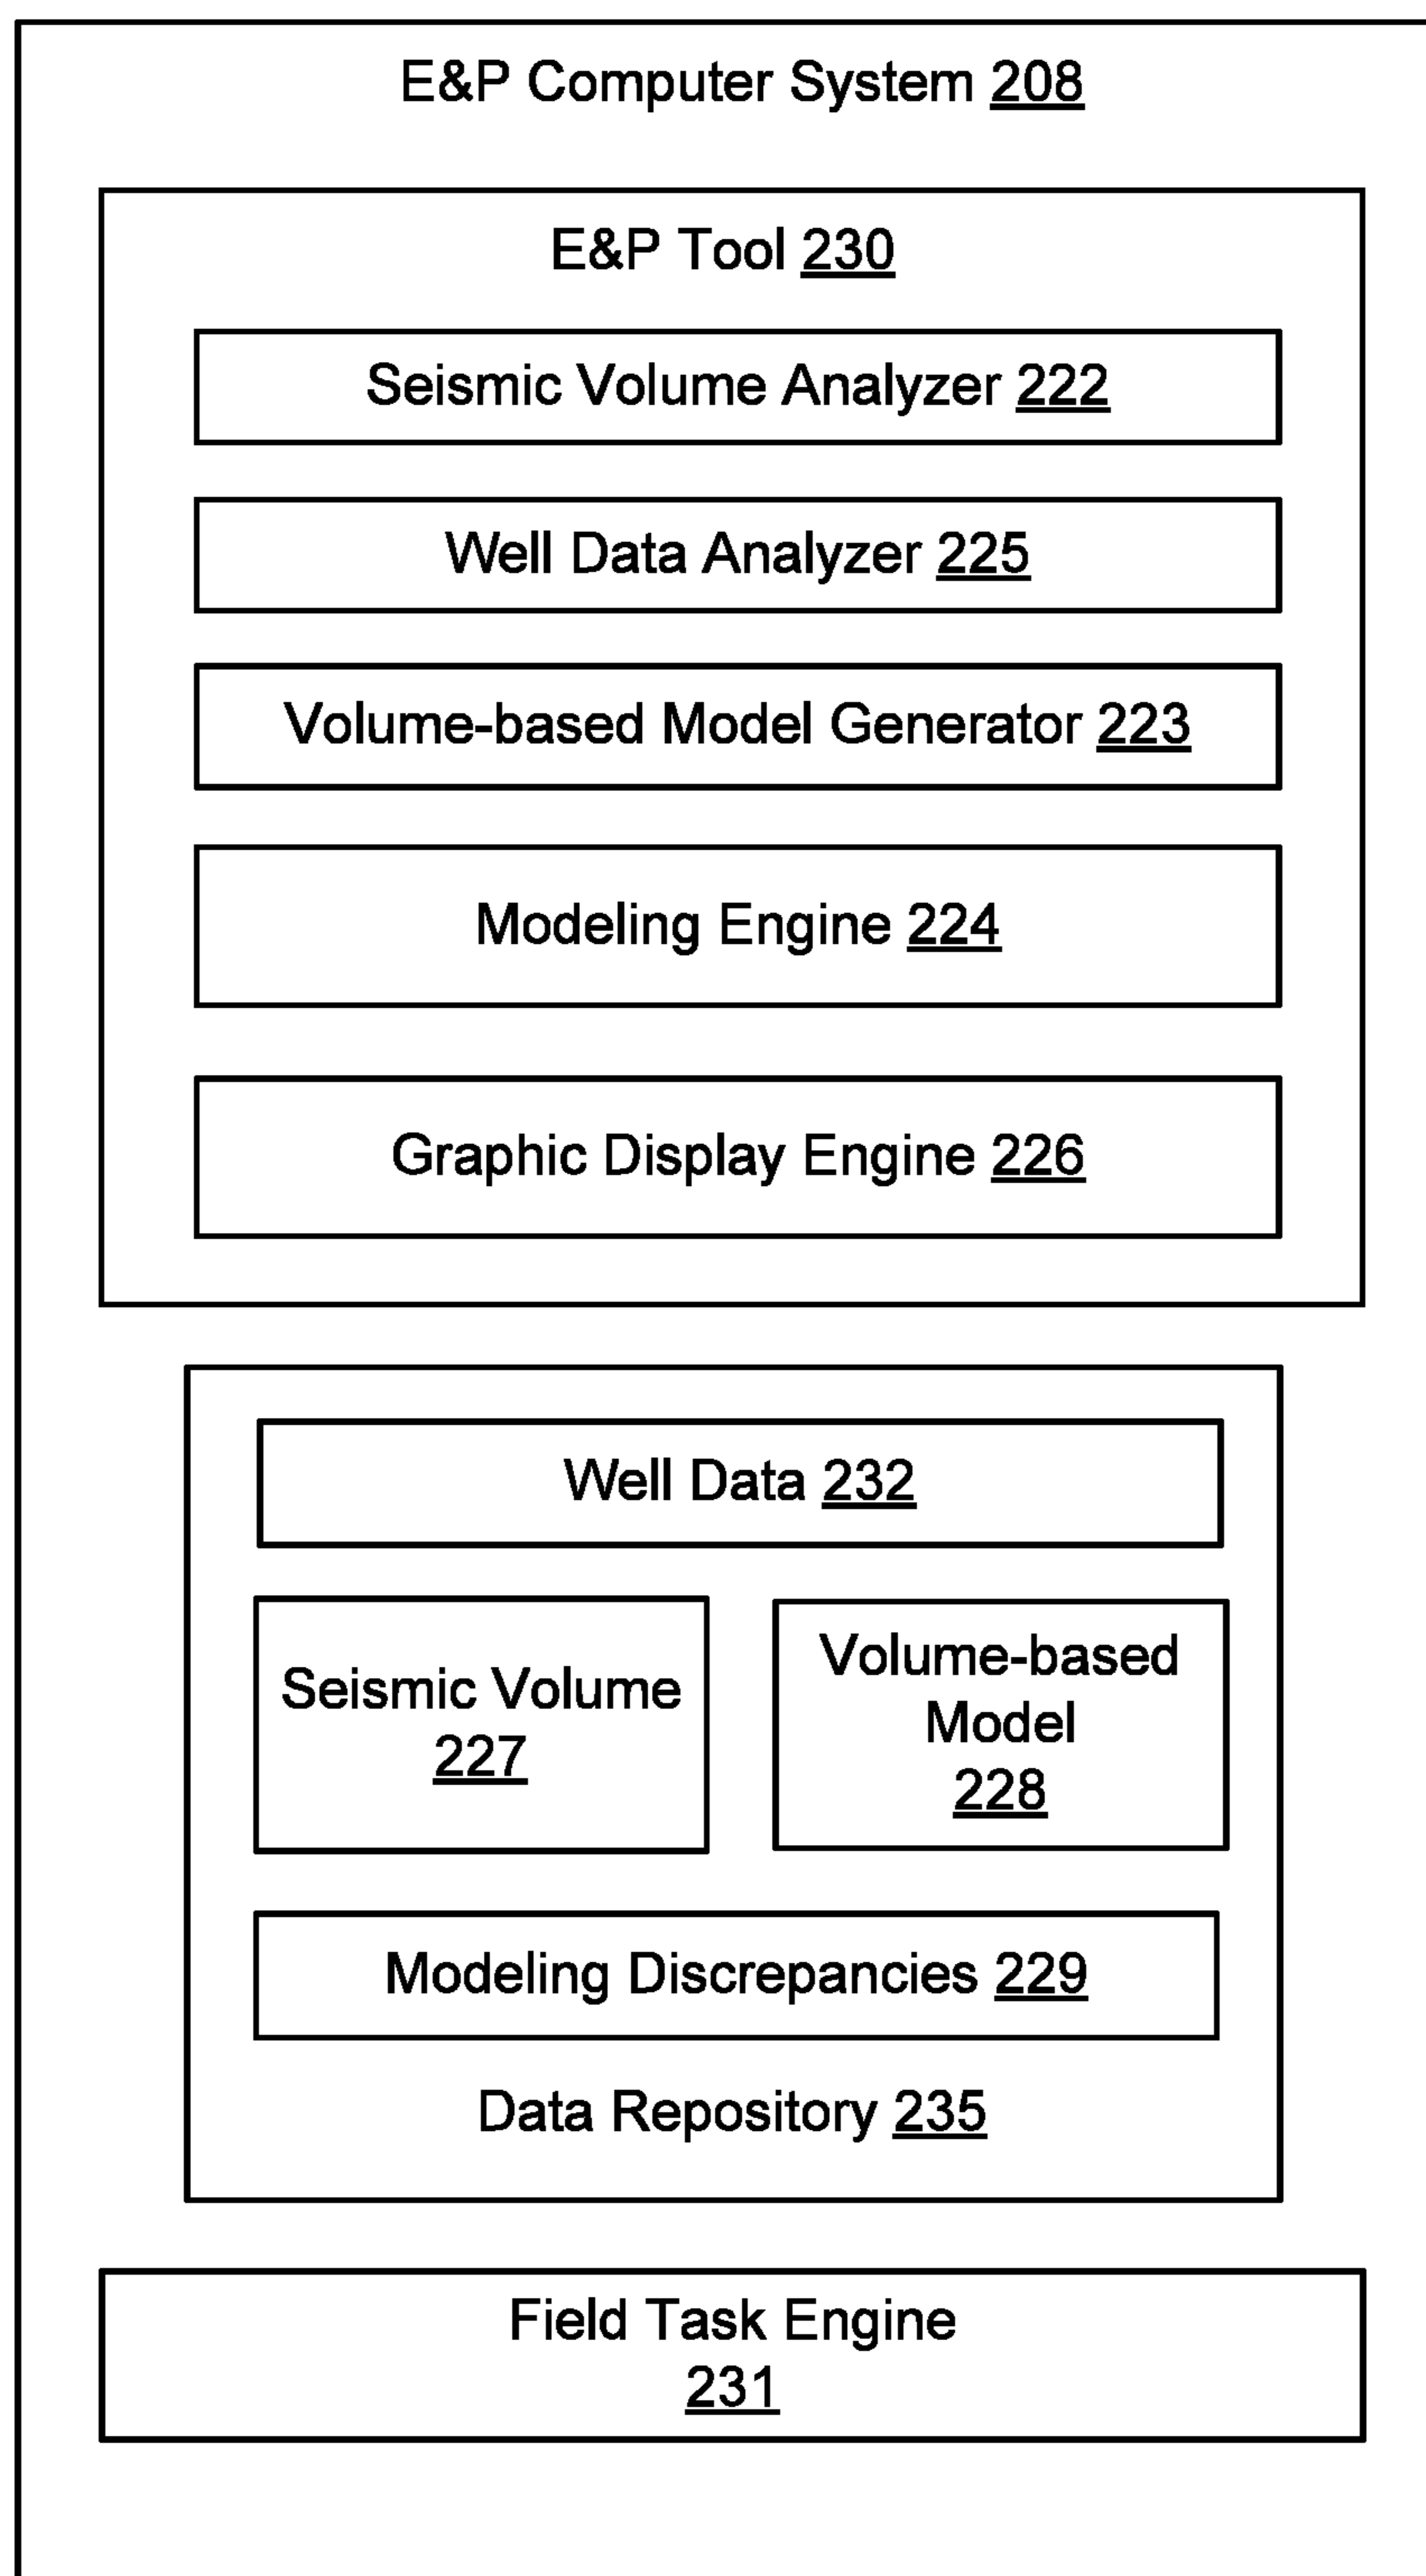 E&P Computer System 208
E&P Tool 230
Seismic Volume Analyzer 222
Well Data Analyzer 225
Volume-based Model Generator 223
Modeling Engine 224
Graphic Display Engine 226
Well Data 232
Seismic Volume
227
Volume-based
Model
228
Modeling Discrepancies 229
Data Repository 235
Field Task Engine
231